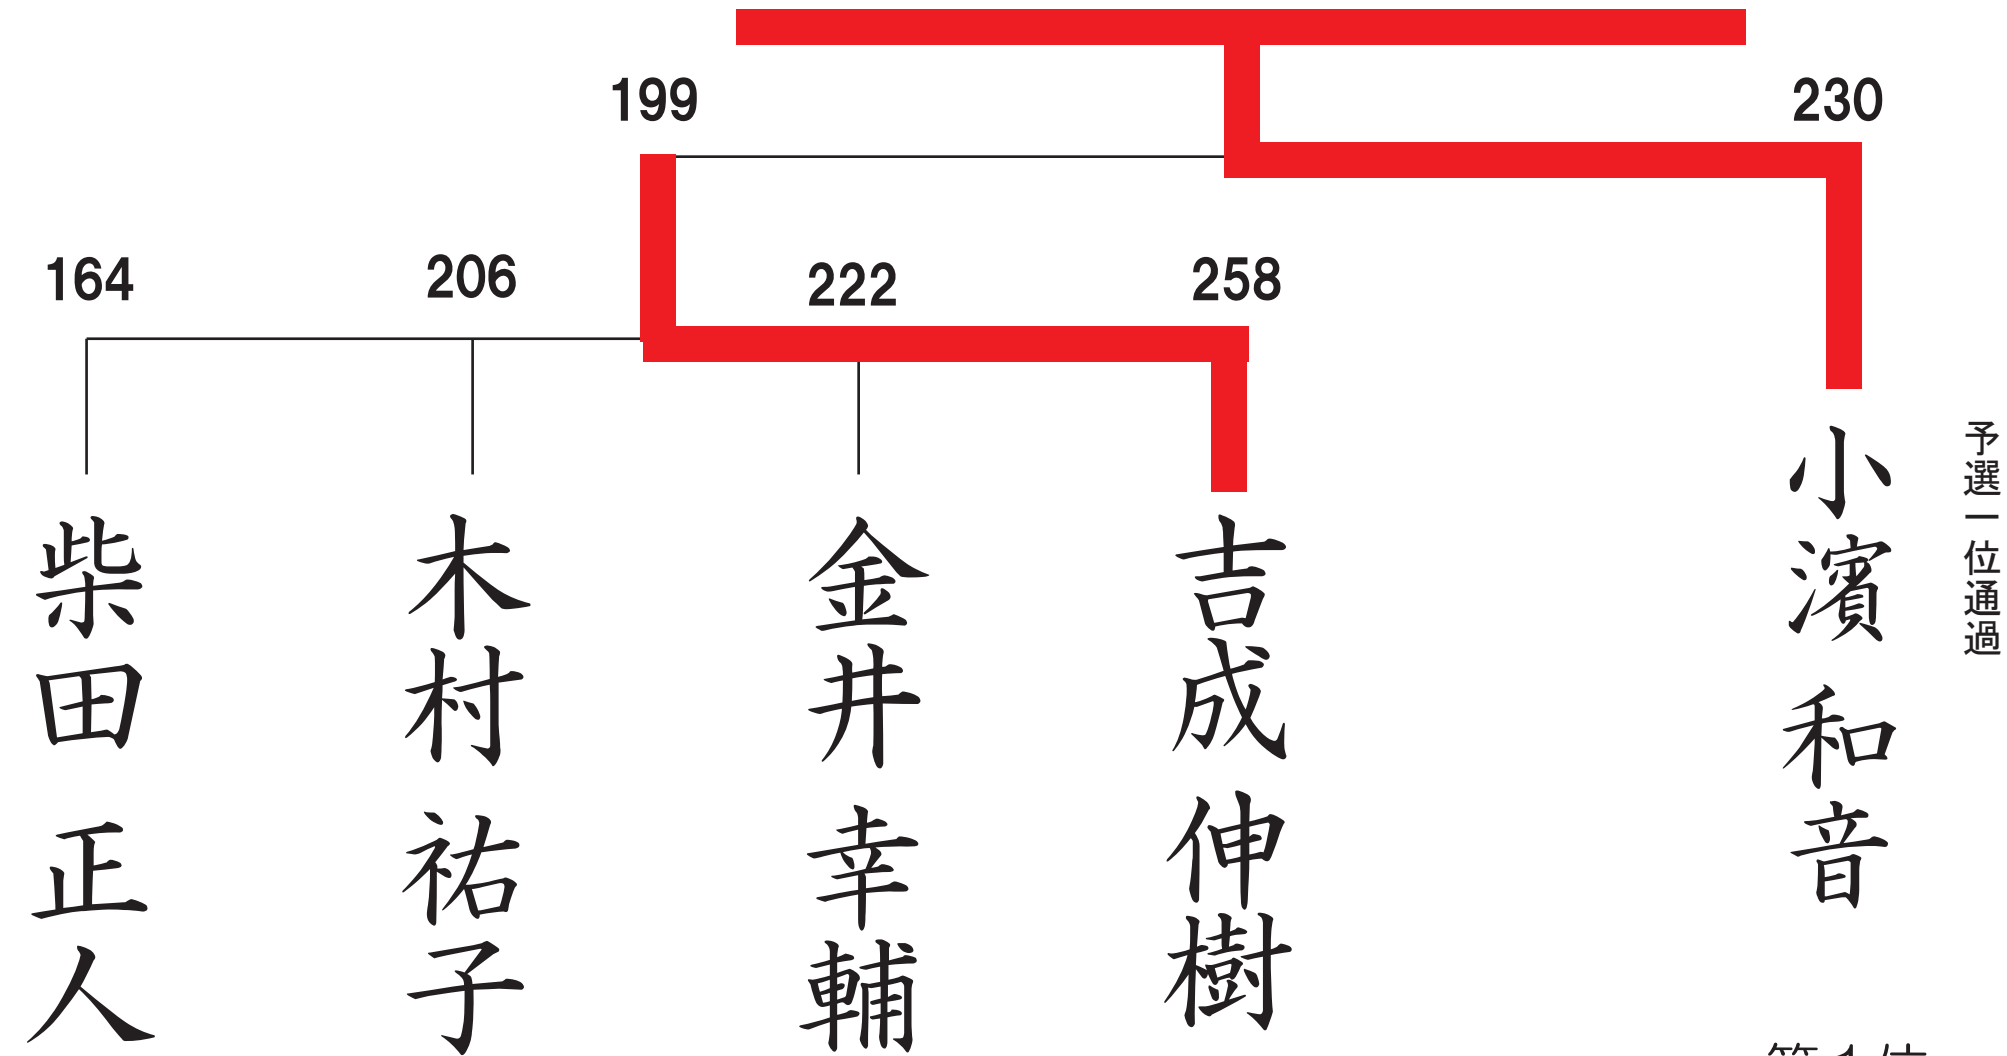 199
230
164
206
222
258
柴田 正人
木村 祐子
金井 幸輔
吉成 伸樹
小濱 和音
予選一位通過